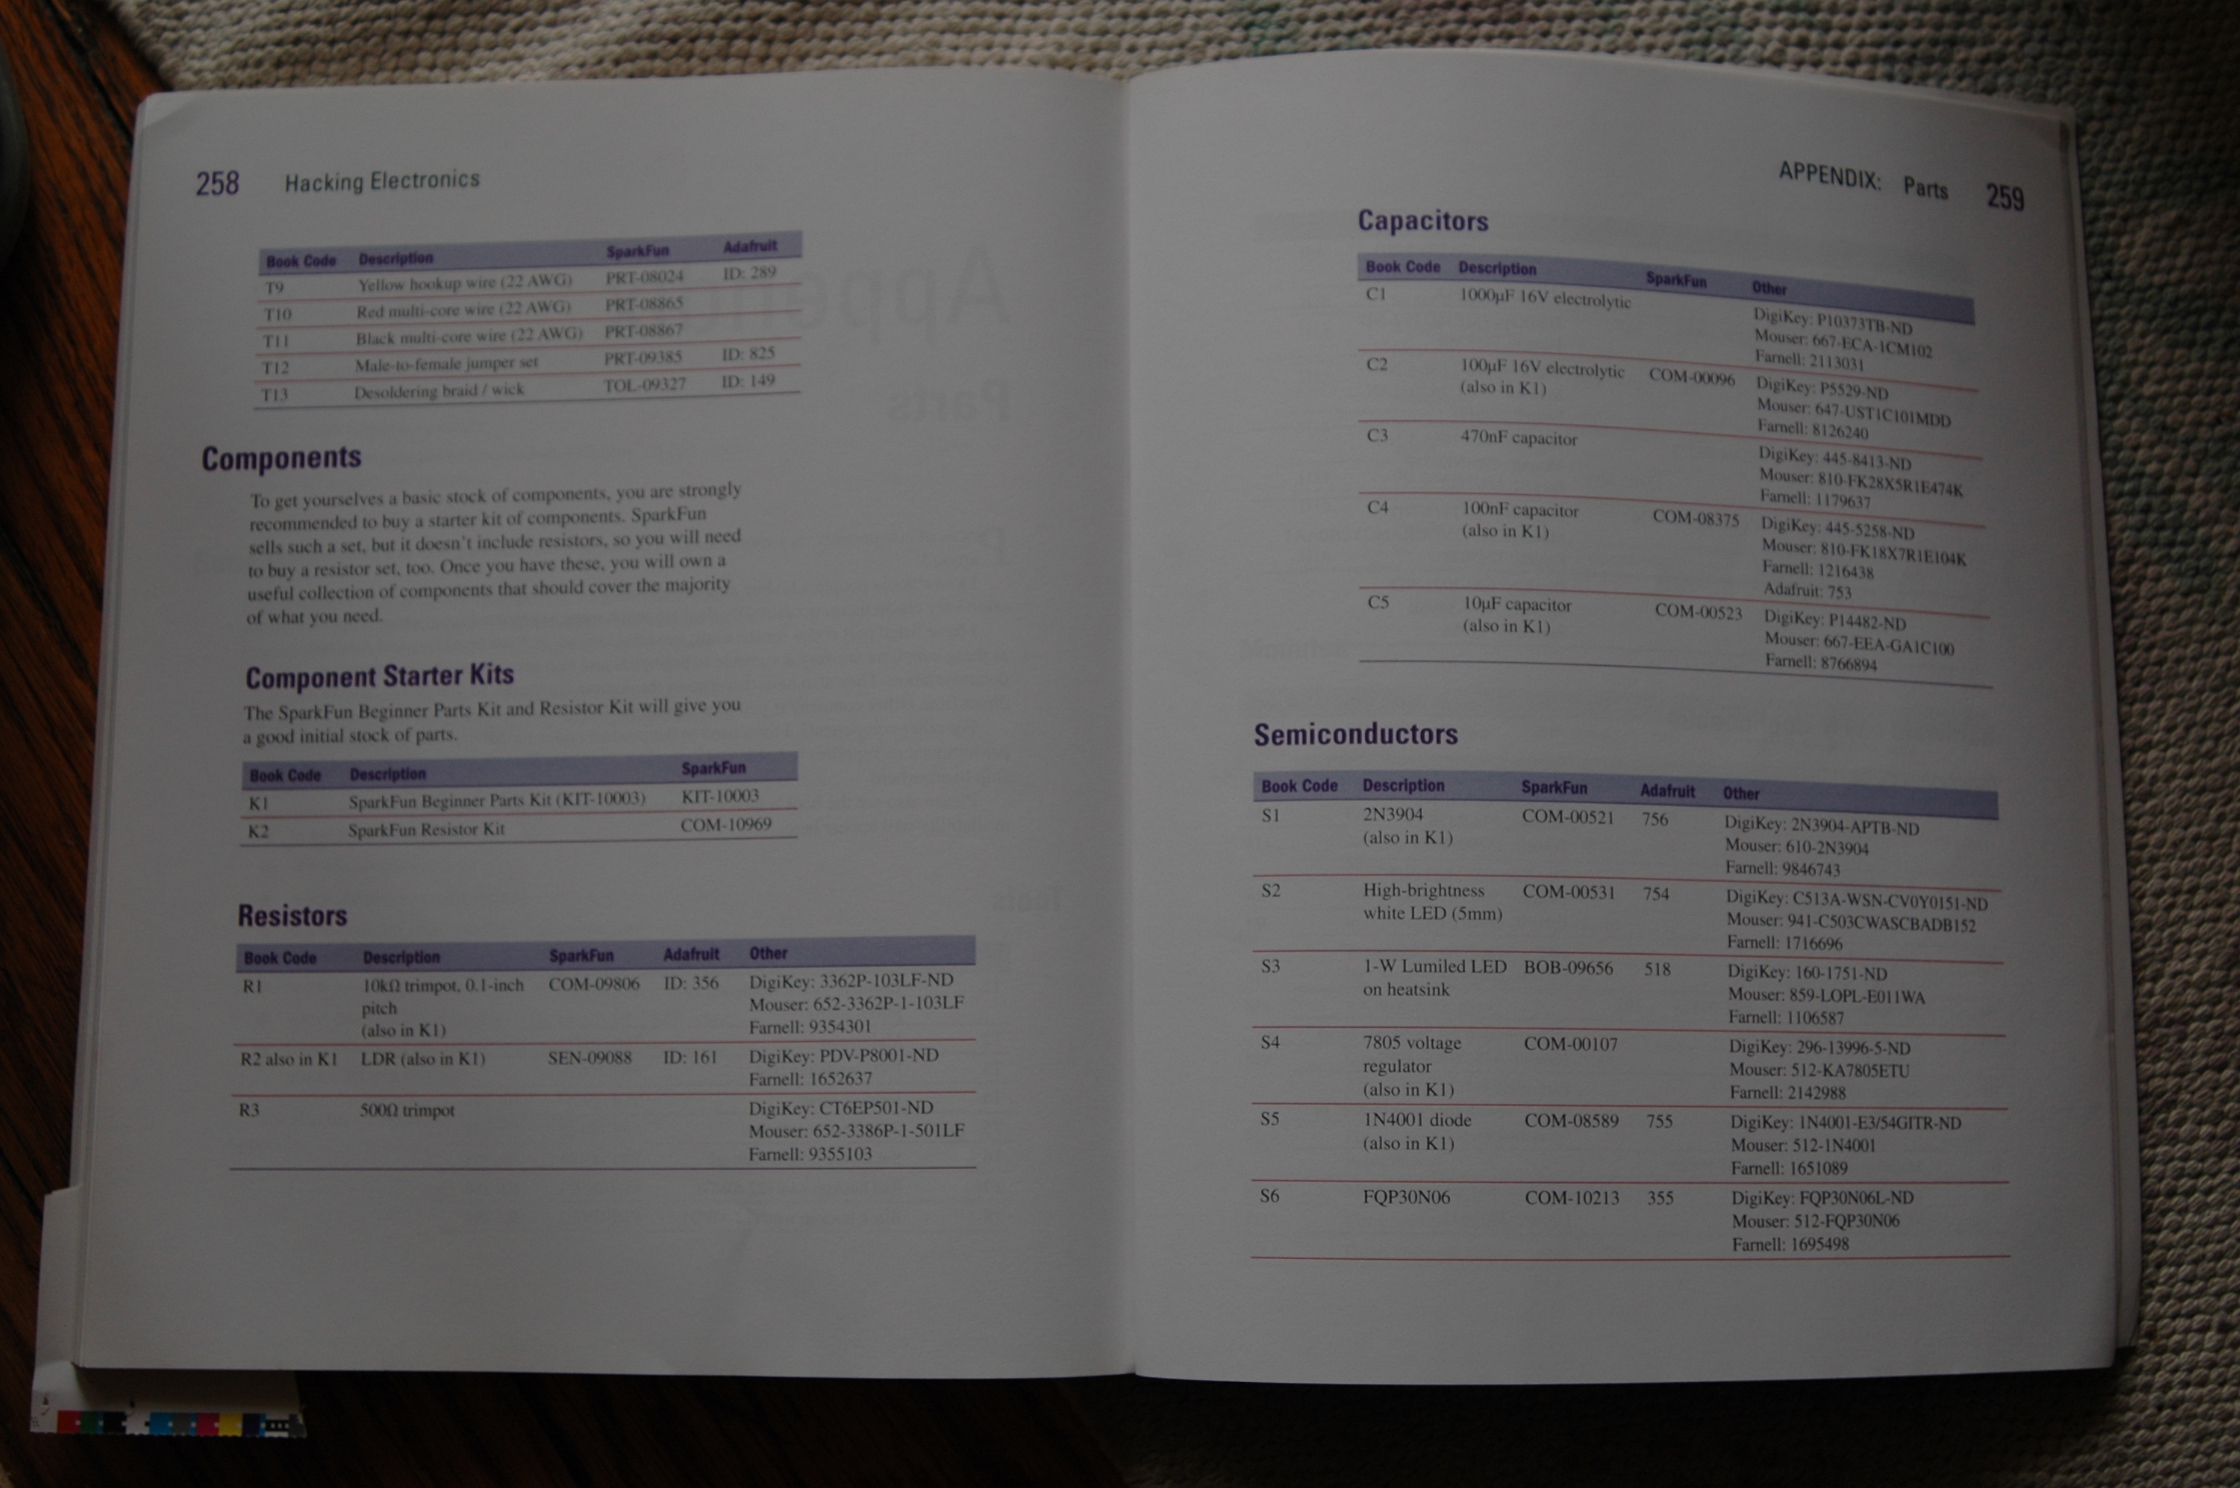 258 Hacking Electronics
Book Code Description SparkFun Adafruit
T9 Yellow hookup wire (22 AWG) PRT-08024 ID: 289
T10 Red multi-core wire (22 AWG) PRT-08865
T11 Black multi-core wire (22 AWG) PRT-08867
T12 Male-to-female jumper set PRT-09385 ID: 825
T13 Desoldering braid / wick TOL-09327 ID: 149
Components
To get yourselves a basic stock of components, you are strongly
recommended to buy a starter kit of components. SparkFun
sells such a set, but it doesn't include resistors, so you will need
to buy a resistor set, too. Once you have these, you will own a
useful collection of components that should cover the majority
of what you need.
Component Starter Kits
The SparkFun Beginner Parts Kit and Resistor Kit will give you
a good initial stock of parts.
Book Code Description SparkFun
K1 SparkFun Beginner Parts Kit (KIT-10003) KIT-10003
K2 SparkFun Resistor Kit COM-10969
Resistors
Book Code Description SparkFun Adafruit Other
R1 10kΩ trimpot, 0.1-inch COM-09806 ID: 356 DigiKey: 3362P-103LF-ND
pitch Mouser: 652-3362P-1-103LF
(also in K1) Farnell: 9354301
R2 also in K1 LDR (also in K1) SEN-09088 ID: 161 DigiKey: PDV-P8001-ND
Farnell: 1652637
R3 500Ω trimpot DigiKey: CT6EP501-ND
Mouser: 652-3386P-1-501LF
Farnell: 9355103
APPENDIX: Parts 259
Capacitors
Book Code Description SparkFun Other
C1 1000µF 16V electrolytic DigiKey: P10373TB-ND
Mouser: 667-ECA-1CM102
Farnell: 2113031
C2 100µF 16V electrolytic COM-00096 DigiKey: P5529-ND
(also in K1) Mouser: 647-UST1C101MDD
Farnell: 8126240
C3 470nF capacitor DigiKey: 445-8413-ND
Mouser: 810-FK28X5R1E474K
Farnell: 1179637
C4 100nF capacitor COM-08375 DigiKey: 445-5258-ND
(also in K1) Mouser: 810-FK18X7R1E104K
Farnell: 1216438
Adafruit: 753
C5 10µF capacitor COM-00523 DigiKey: P14482-ND
(also in K1) Mouser: 667-EEA-GA1C100
Farnell: 8766894
Semiconductors
Book Code Description SparkFun Adafruit Other
S1 2N3904 COM-00521 756 DigiKey: 2N3904-APTB-ND
(also in K1) Mouser: 610-2N3904
Farnell: 9846743
S2 High-brightness COM-00531 754 DigiKey: C513A-WSN-CV0Y0151-ND
white LED (5mm) Mouser: 941-C503CWASCBADB152
Farnell: 1716696
S3 1-W Lumiled LED BOB-09656 518 DigiKey: 160-1751-ND
on heatsink Mouser: 859-LOPL-E011WA
Farnell: 1106587
S4 7805 voltage COM-00107 DigiKey: 296-13996-5-ND
regulator Mouser: 512-KA7805ETU
(also in K1) Farnell: 2142988
S5 1N4001 diode COM-08589 755 DigiKey: 1N4001-E3/54GITR-ND
(also in K1) Mouser: 512-1N4001
Farnell: 1651089
S6 FQP30N06 COM-10213 355 DigiKey: FQP30N06L-ND
Mouser: 512-FQP30N06
Farnell: 1695498